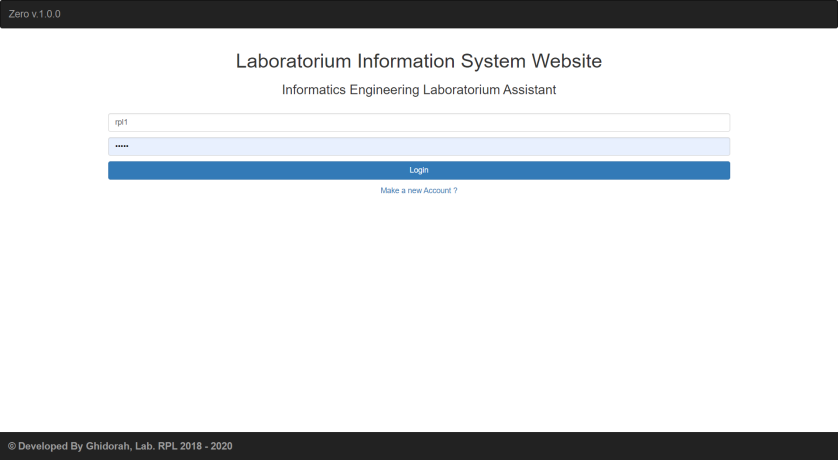 Zero v.1.0.0
Laboratorium Information System Website
Informatics Engineering Laboratorium Assistant
rpl1
•••••
Login
Make a new Account ?
© Developed By Ghidorah, Lab. RPL 2018 - 2020